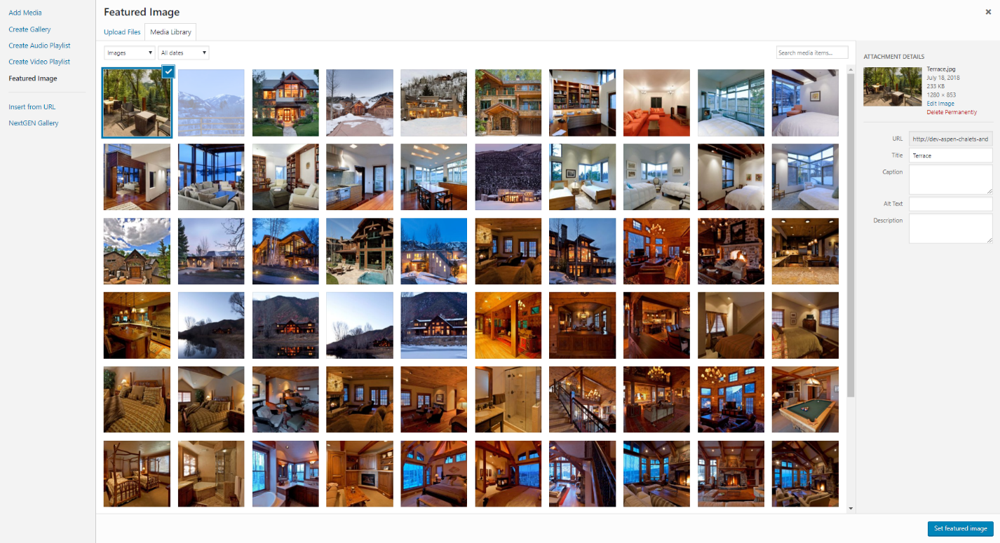 Add Media
Create Gallery
Create Audio Playlist
Create Video Playlist
Featured Image
Insert from URL
NextGEN Gallery
Featured Image
Upload Files
Media Library
Images
All dates
Search media items...
ATTACHMENT DETAILS
Terrace.jpg
July 18, 2018
233 KB
1280 × 853
Edit Image
Delete Permanently
URL http://dev-aspen-chalets-and
Title Terrace
Caption
Alt Text
Description
Set featured image